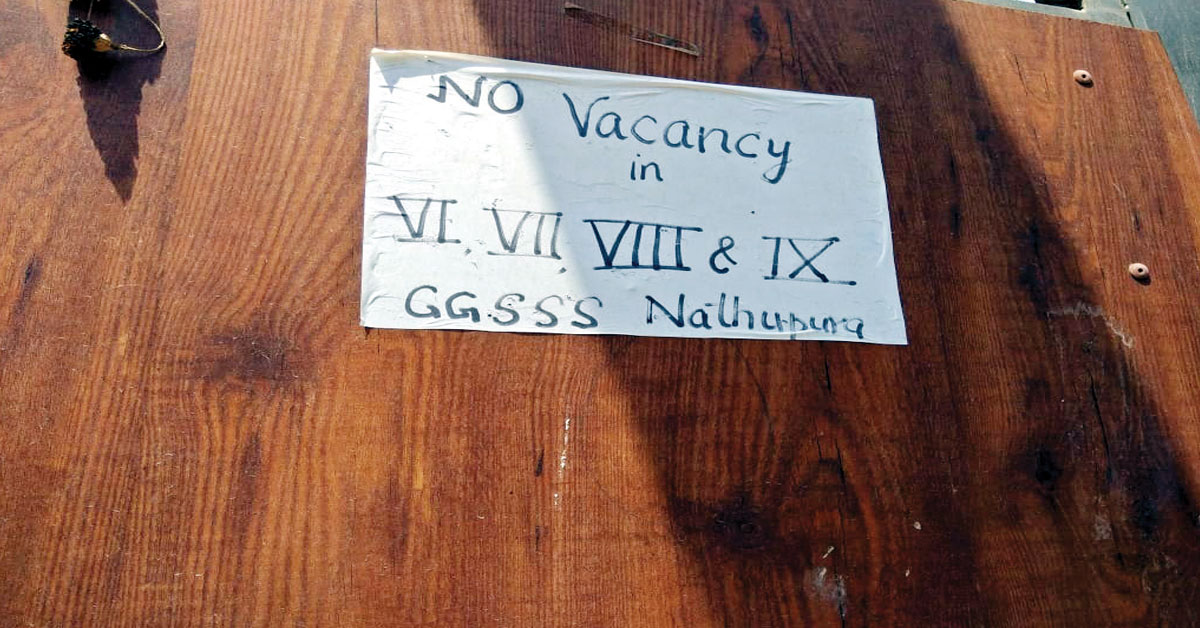 NO Vacancy
in
VI, VII, VIII & IX
GGSSS Nathupura